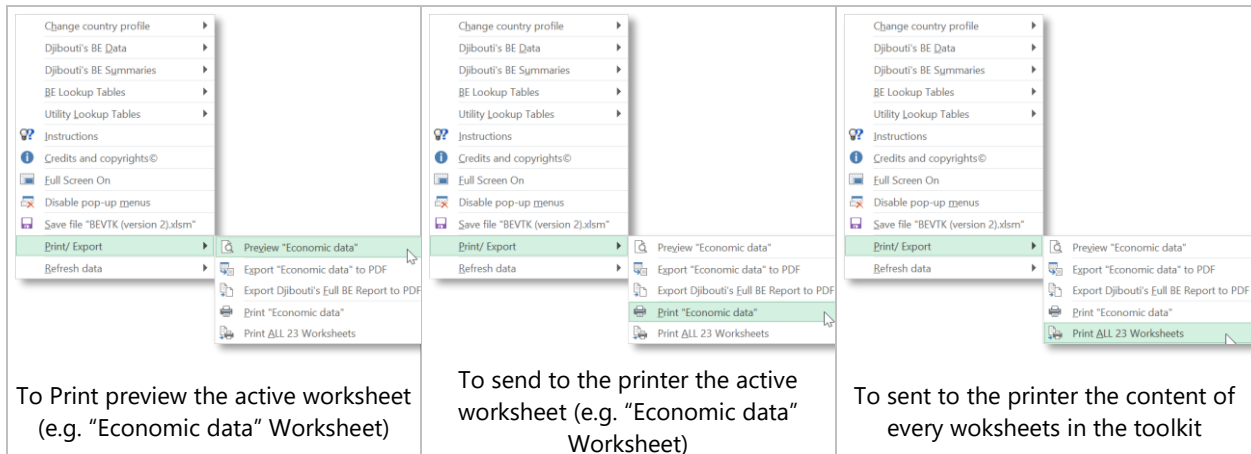 Change country profile
Djibouti's BE Data
Djibouti's BE Summaries
BE Lookup Tables
Utility Lookup Tables
Instructions
Credits and copyrights©
Full Screen On
Disable pop-up menus
Save file "BEVTK (version 2).xlsm"
Print/ Export
Refresh data
Preview "Economic data"
Export "Economic data" to PDF
Export Djibouti's Full BE Report to PDF
Print "Economic data"
Print ALL 23 Worksheets
To Print preview the active worksheet
(e.g. “Economic data” Worksheet)
Change country profile
Djibouti's BE Data
Djibouti's BE Summaries
BE Lookup Tables
Utility Lookup Tables
Instructions
Credits and copyrights©
Full Screen On
Disable pop-up menus
Save file "BEVTK (version 2).xlsm"
Print/ Export
Refresh data
Preview "Economic data"
Export "Economic data" to PDF
Export Djibouti's Full BE Report to PDF
Print "Economic data"
Print ALL 23 Worksheets
To send to the printer the active
worksheet (e.g. “Economic data”
Worksheet)
Change country profile
Djibouti's BE Data
Djibouti's BE Summaries
BE Lookup Tables
Utility Lookup Tables
Instructions
Credits and copyrights©
Full Screen On
Disable pop-up menus
Save file "BEVTK (version 2).xlsm"
Print/ Export
Refresh data
Preview "Economic data"
Export "Economic data" to PDF
Export Djibouti's Full BE Report to PDF
Print "Economic data"
Print ALL 23 Worksheets
To sent to the printer the content of
every woksheets in the toolkit